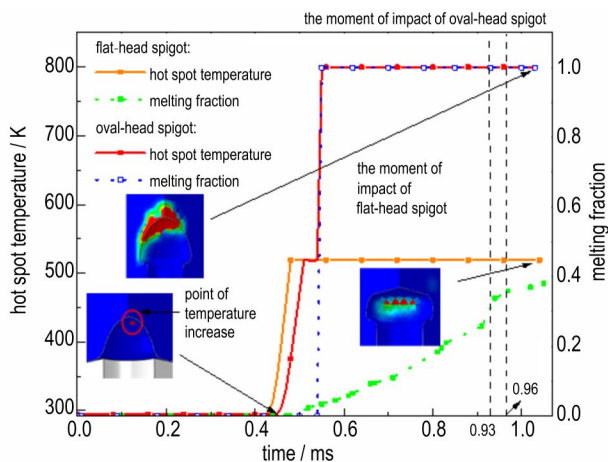 the moment of impact of oval-head spigot
flat-head spigot:
hot spot temperature
melting fraction
oval-head spigot:
hot spot temperature
melting fraction
the moment of
impact of
flat-head spigot
point of
temperature
increase
800
700
600
500
400
300
hot spot temperature / K
1.0
0.8
0.6
0.4
0.2
0.0
melting fraction
0.96
0.93
0.0 0.2 0.4 0.6 0.8 1.0
time / ms